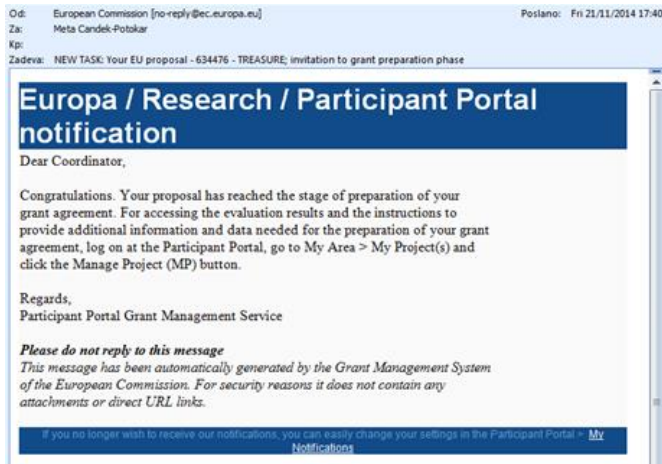 Od: European Commission [no-reply@ec.europa.eu] Poslano: Fri 21/11/2014 17:40
Za: Meta Candek-Potokar
Kp:
Zadeva: NEW TASK: Your EU proposal - 634476 - TREASURE; invitation to grant preparation phase
Europa / Research / Participant Portal
notification
Dear Coordinator,
Congratulations. Your proposal has reached the stage of preparation of your
grant agreement. For accessing the evaluation results and the instructions to
provide additional information and data needed for the preparation of your grant
agreement, log on at the Participant Portal, go to My Area > My Project(s) and
click the Manage Project (MP) button.
Regards,
Participant Portal Grant Management Service
Please do not reply to this message
This message has been automatically generated by the Grant Management System
of the European Commission. For security reasons it does not contain any
attachments or direct URL links.
If you no longer wish to receive our notifications, you can easily change your settings in the Participant Portal > My
Notifications